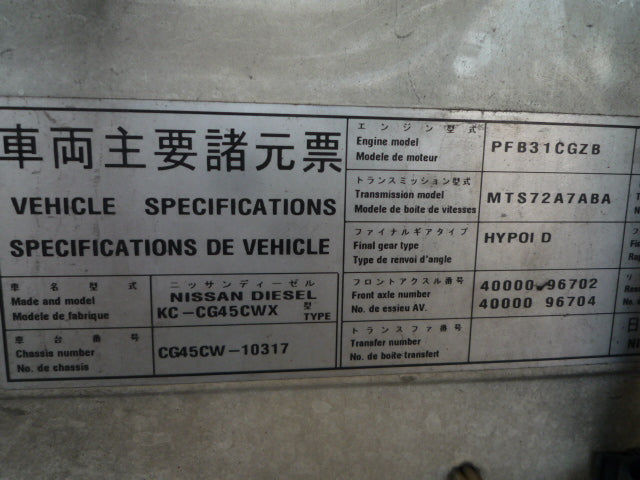 車両主要諸元票
VEHICLE SPECIFICATIONS
SPECIFICATIONS DE VEHICLE
車名型式
Made and model
Modele de fabrique
ニッサンディーゼル
NISSAN DIESEL
KC-CG45CWX 型 TYPE
車台番号
Chassis number
No. de chassis
CG45CW-10317
エンジン型式
Engine model
Modele de moteur
PFB31CGZB
トランスミッション型式
Transmission model
Modele de boite de vitesses
MTS72A7ABA
ファイナルギアタイプ
Final gear type
Type de renvoi d'angle
HYPOID
フロントアクスル番号
Front axle number
No. de essieu AV.
40000 96702
40000 96704
トランスファ番号
Transfer number
No. de boite transfert